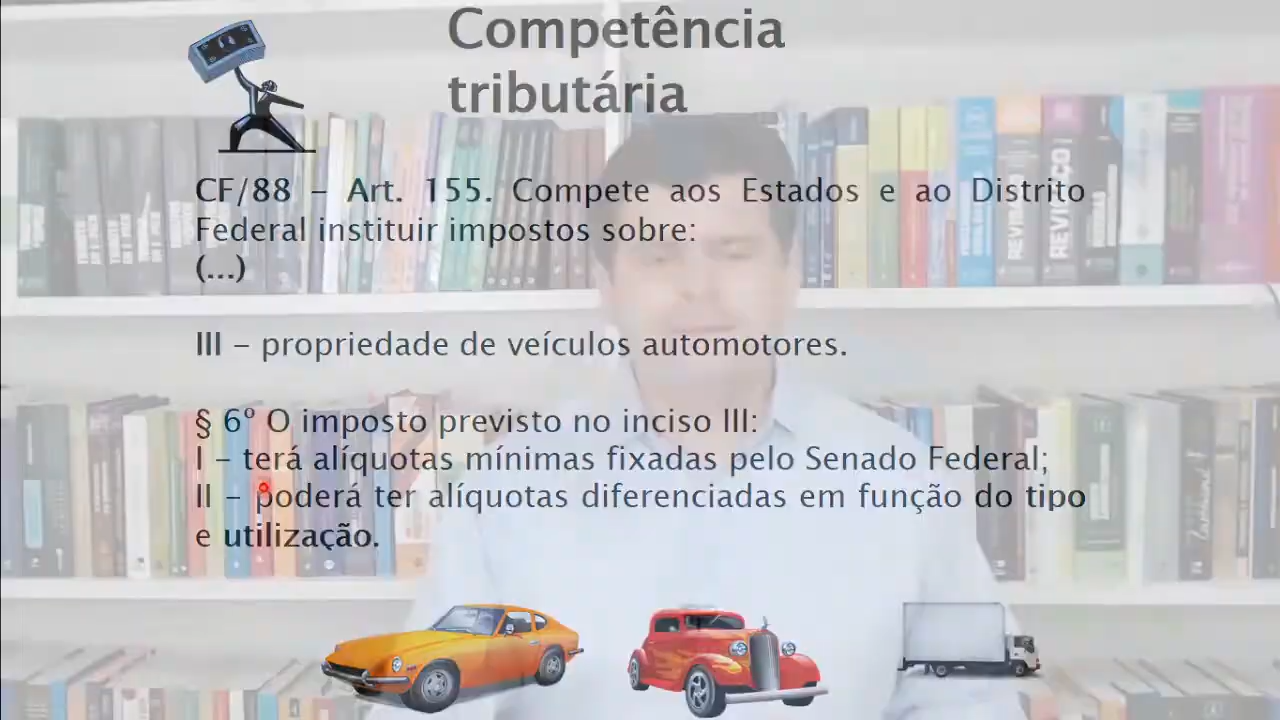 Competência
tributária
CF/88 – Art. 155. Compete aos Estados e ao Distrito
Federal instituir impostos sobre:
(...)
III – propriedade de veículos automotores.
§ 6º O imposto previsto no inciso III:
I – terá alíquotas mínimas fixadas pelo Senado Federal;
II – poderá ter alíquotas diferenciadas em função do tipo
e utilização.
REVISAÇO
REVISAÇO